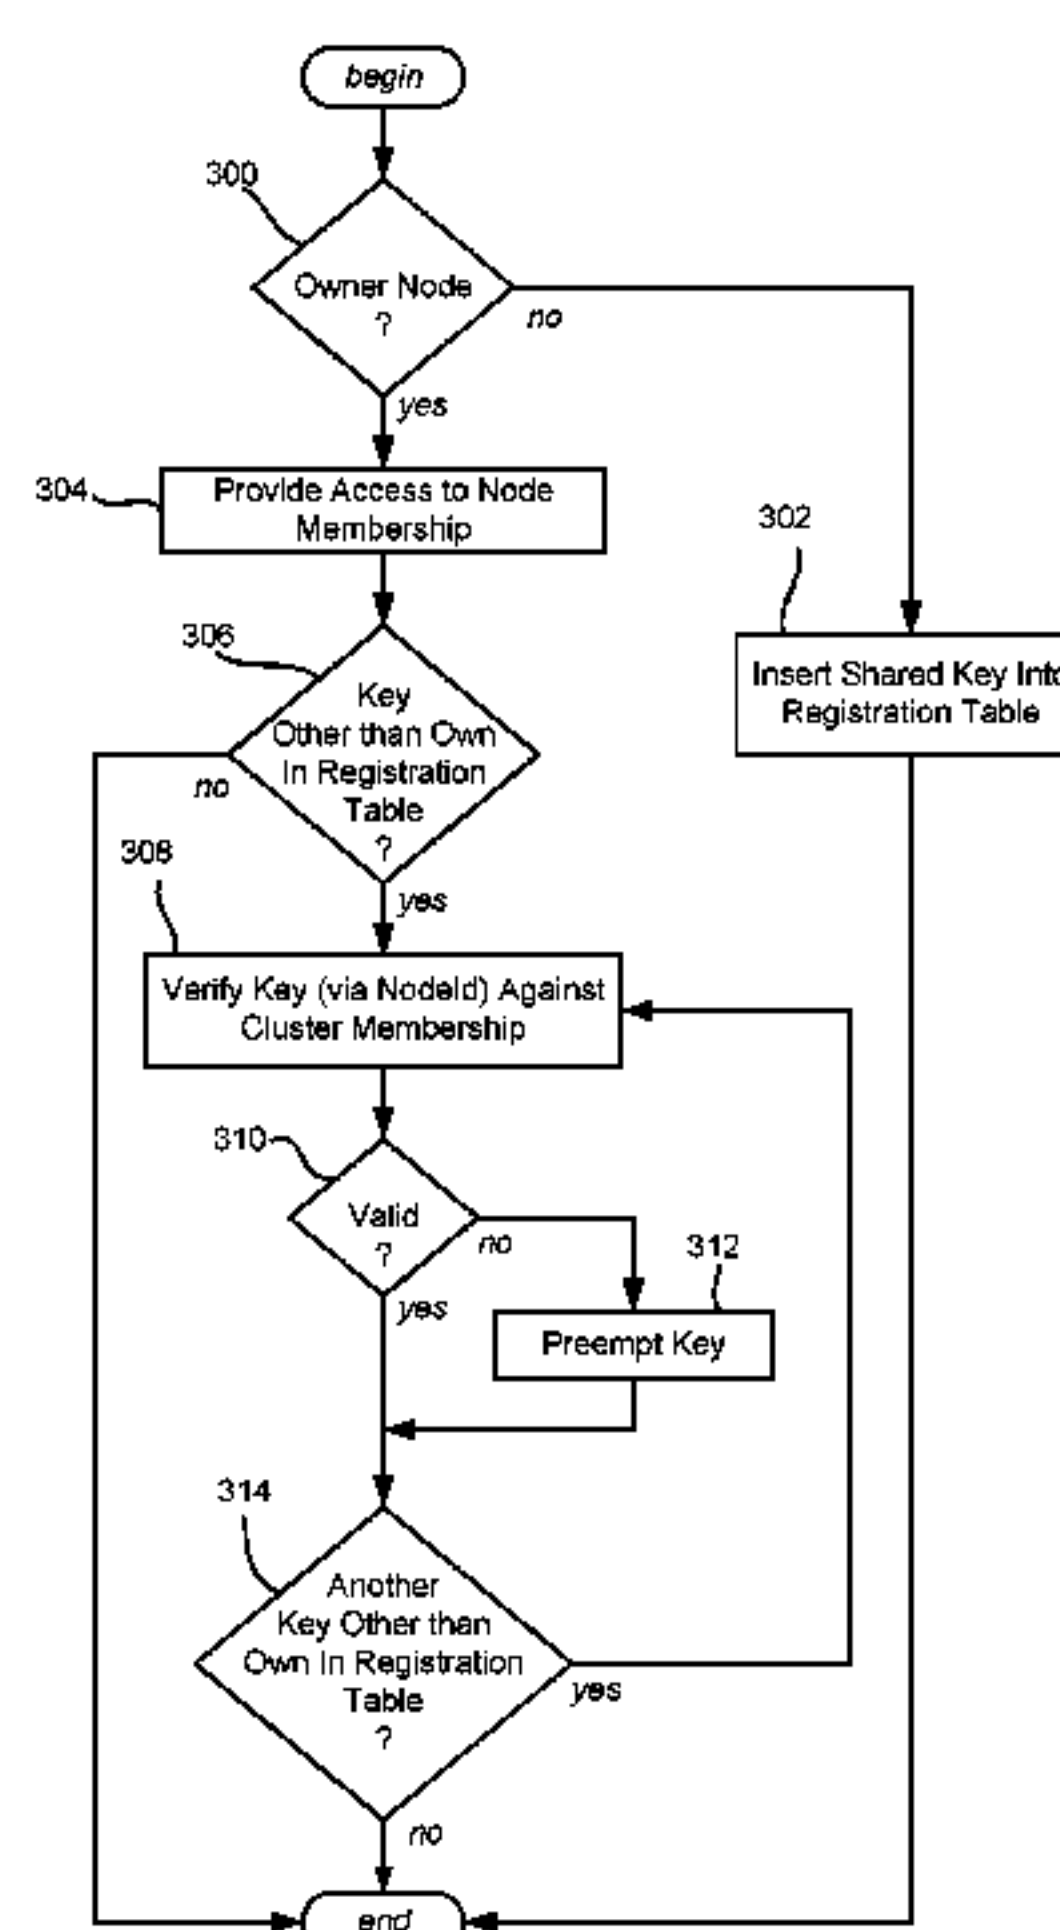 begin
300
Owner Node
?
no
yes
304
Provide Access to Node
Membership
302
306
Insert Shared Key Into
Registration Table
Key
Other than Own
In Registration
Table
?
no
308
yes
Verify Key (via NodeId) Against
Cluster Membership
310
Valid
?
no
312
yes
Preempt Key
314
Another
Key Other than
Own In Registration
Table
?
yes
no
end